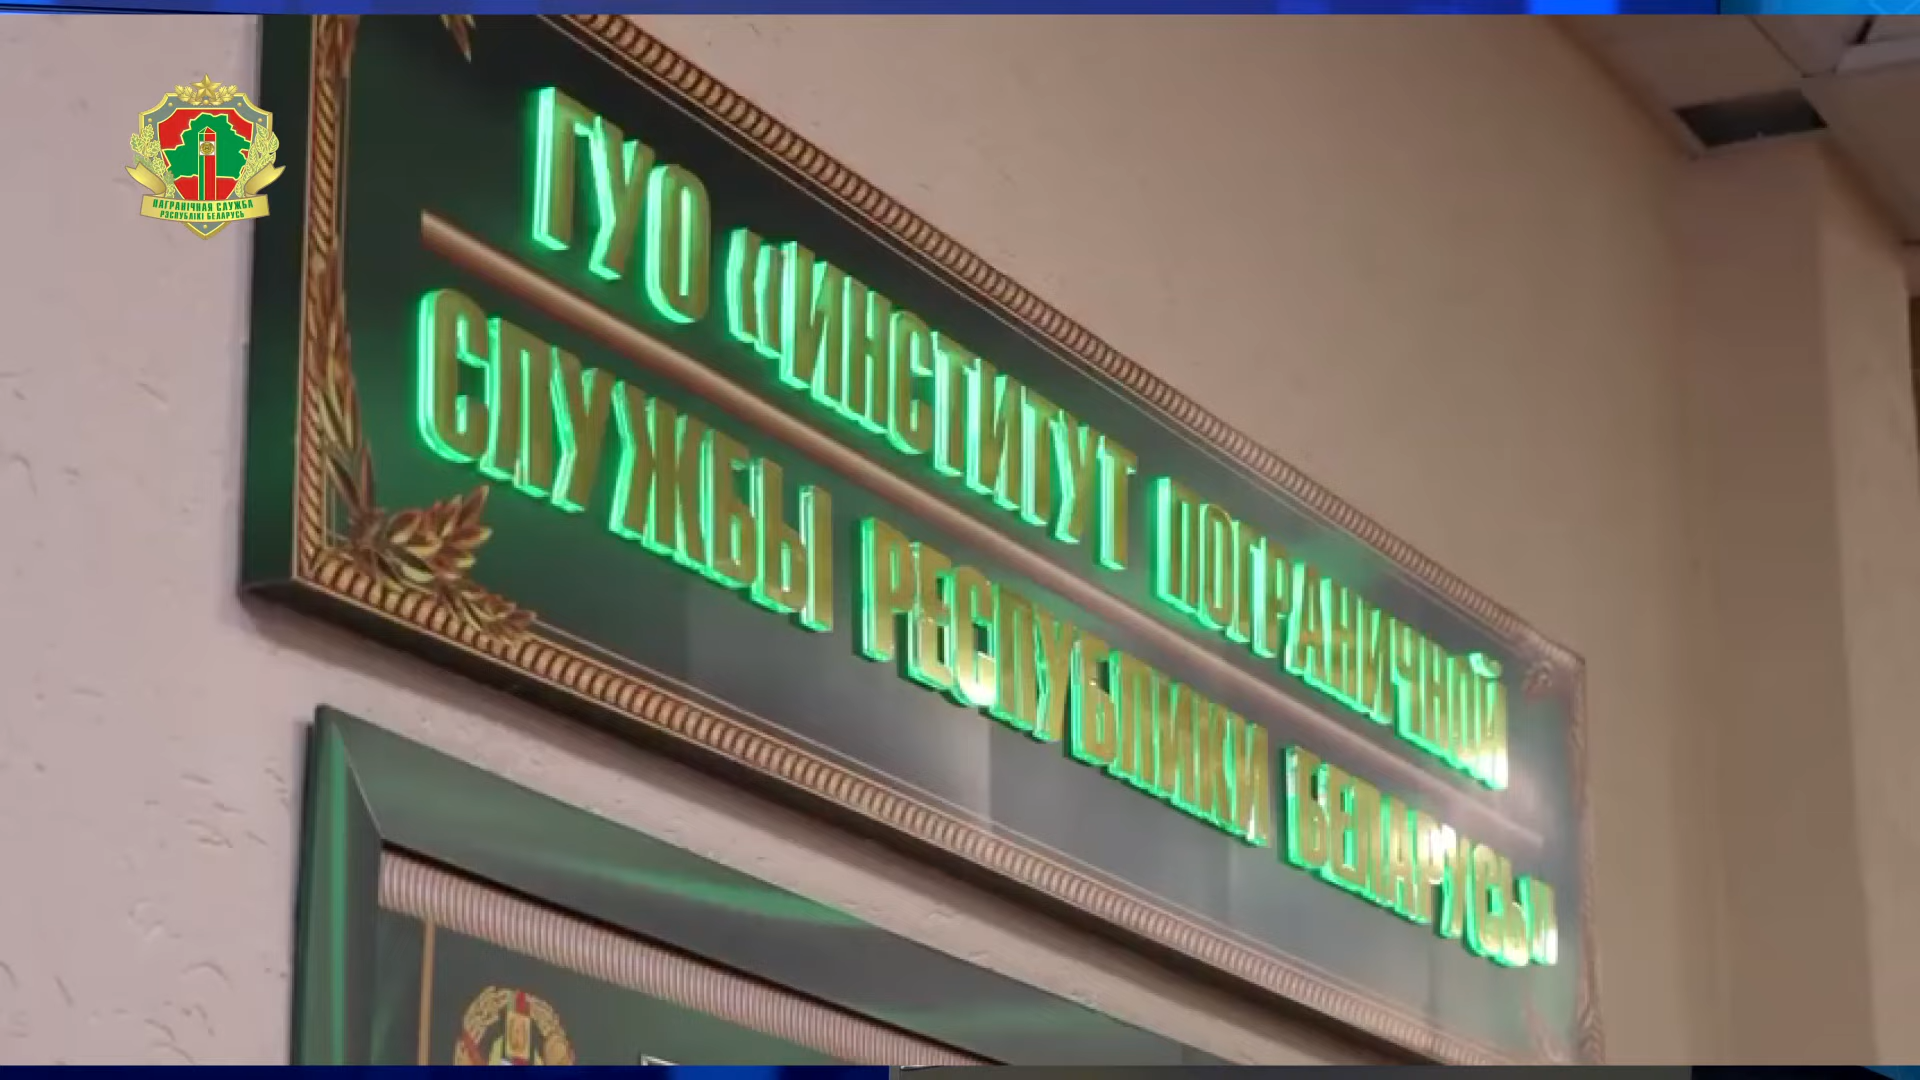 ПАГРАНІЧНАЯ СЛУЖБА
РЭСПУБЛІКІ БЕЛАРУСЬ
ГУО «ИНСТИТУТ ПОГРАНИЧНОЙ
СЛУЖБЫ РЕСПУБЛИКИ БЕЛАРУСЬ»